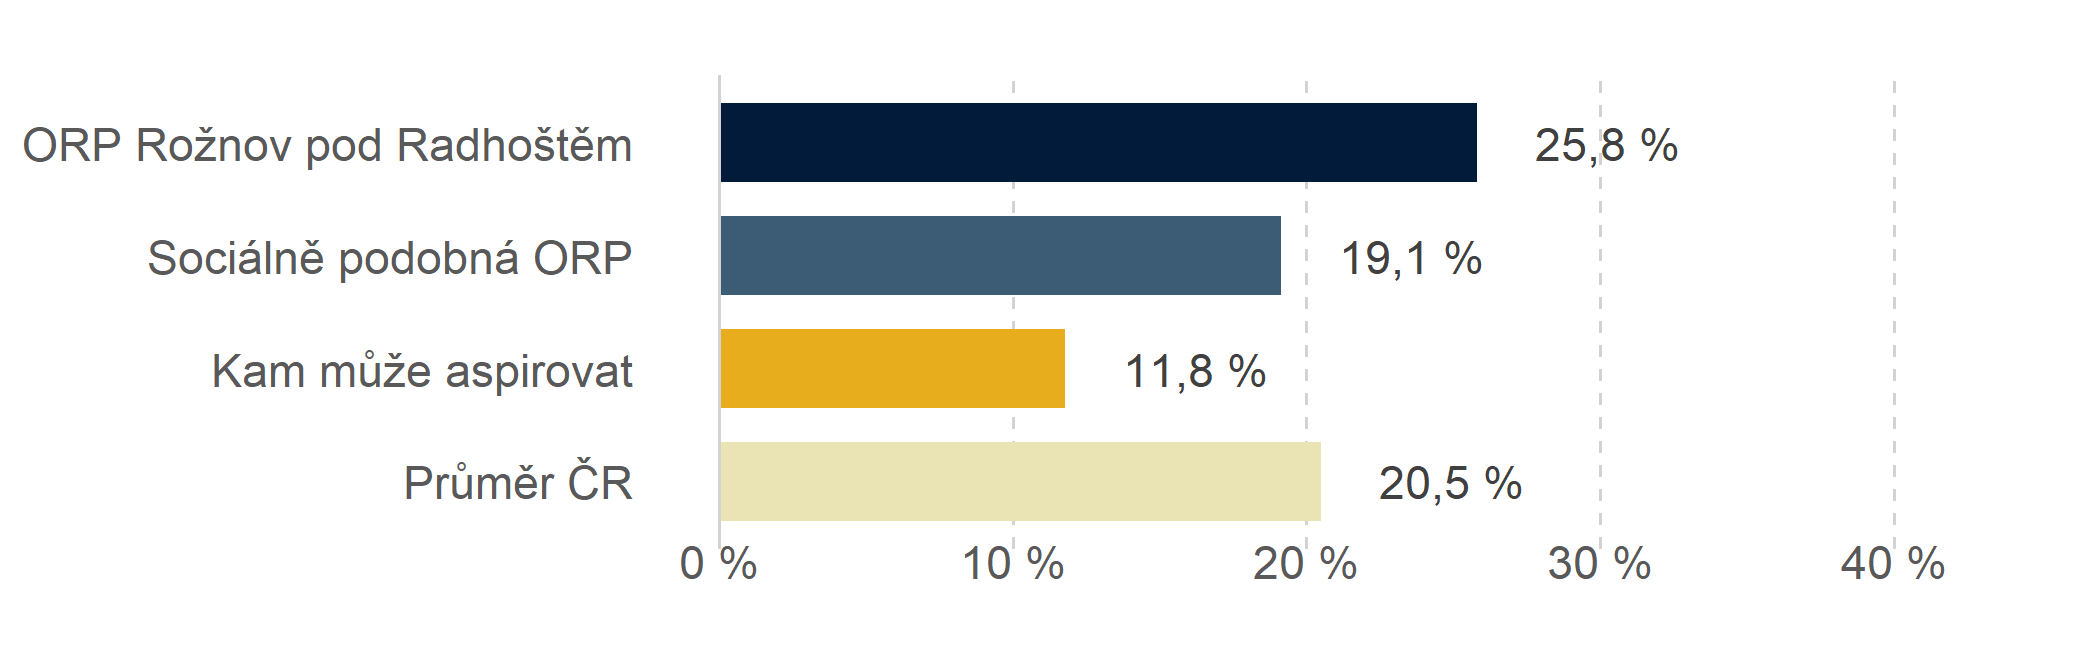 ORP Rožnov pod Radhoštěm 25,8 %
Sociálně podobná ORP 19,1 %
Kam může aspirovat 11,8 %
Průměr ČR 20,5 %
0 % 10 % 20 % 30 % 40 %